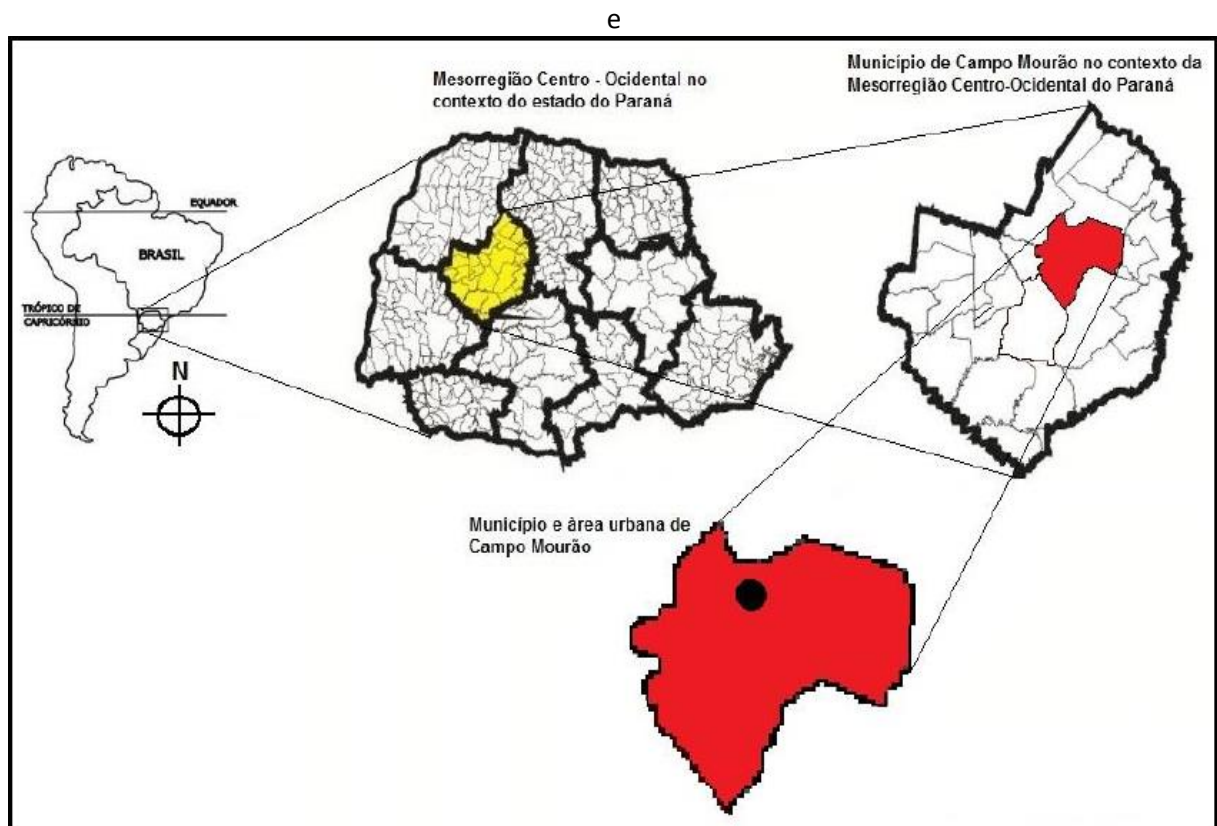 e
Mesorregião Centro - Ocidental no
contexto do estado do Paraná
Município de Campo Mourão no contexto da
Mesorregião Centro-Ocidental do Paraná
EQUADOR
BRASIL
TRÓPICO DE
CAPRICÓRNIO
N
Município e àrea urbana de
Campo Mourão